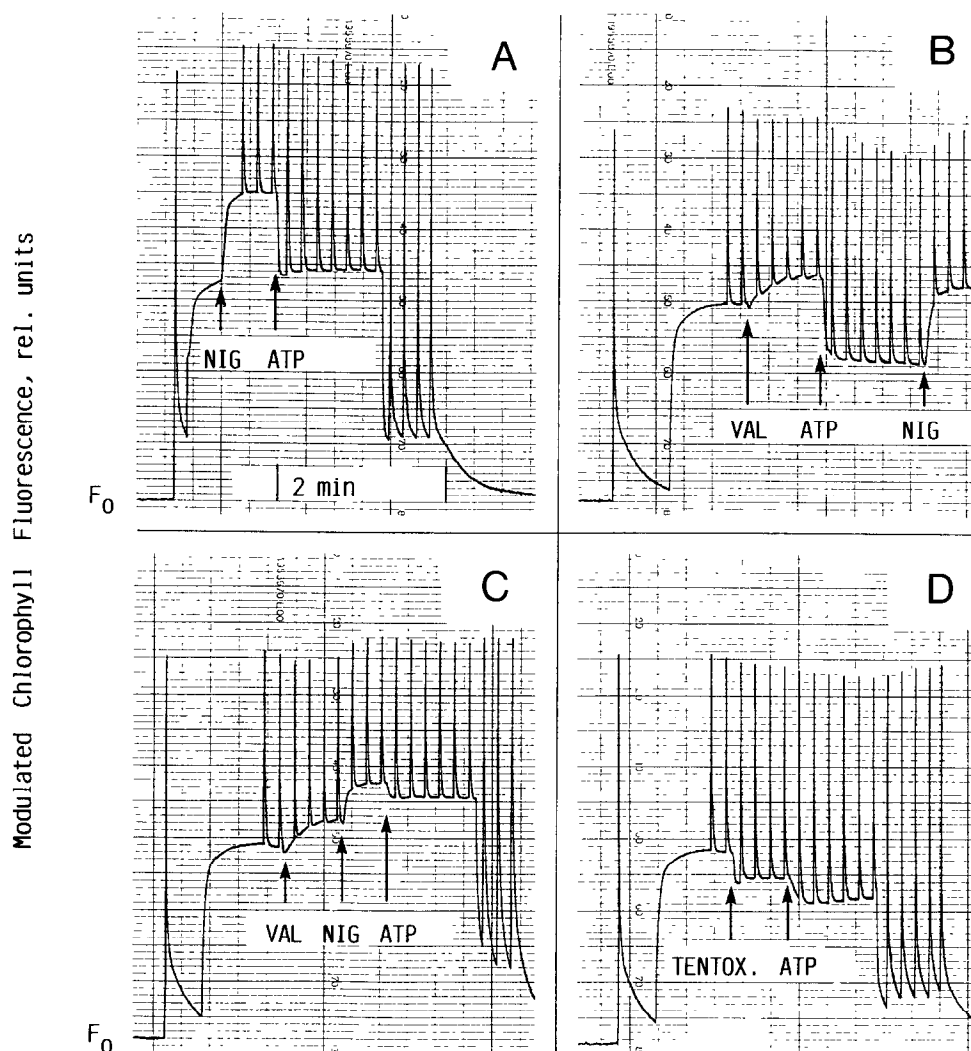 Modulated Chlorophyll Fluorescence, rel. units
A
NIG ATP
2 min
F0
B
VAL ATP NIG
C
VAL NIG ATP
F0
D
TENTOX. ATP